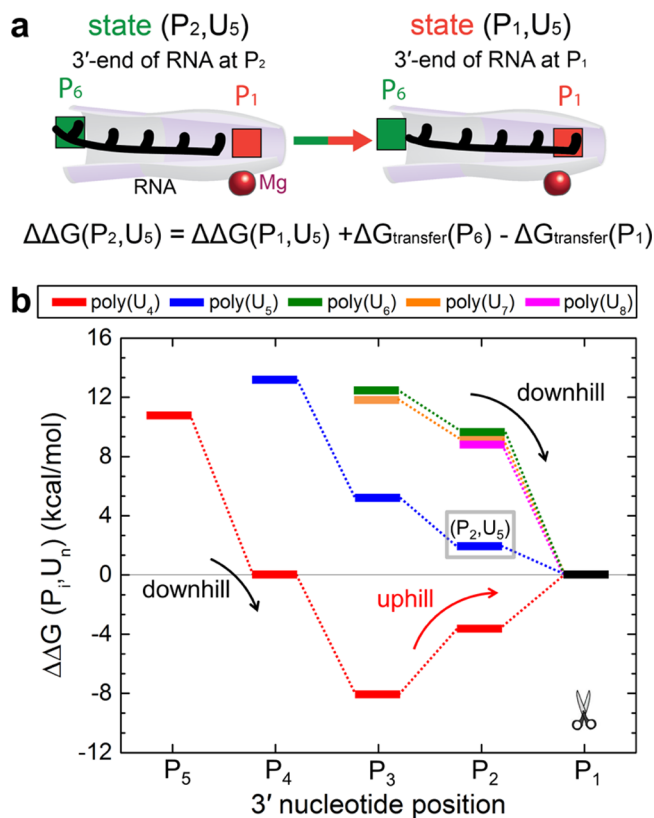 a
state (P₂,U₅)
state (P₁,U₅)
3′-end of RNA at P₂
3′-end of RNA at P₁
P₆
P₁
P₆
P₁
RNA
Mg
ΔΔG(P₂,U₅) = ΔΔG(P₁,U₅) +ΔGtransfer(P₆) - ΔGtransfer(P₁)
b
poly(U₄) poly(U₅) poly(U₆) poly(U₇) poly(U₈)
16
12
8
4
0
-4
-8
-12
ΔΔG (Pᵢ,Uₙ) (kcal/mol)
downhill
(P₂,U₅)
downhill
uphill
P₅ P₄ P₃ P₂ P₁
3′ nucleotide position